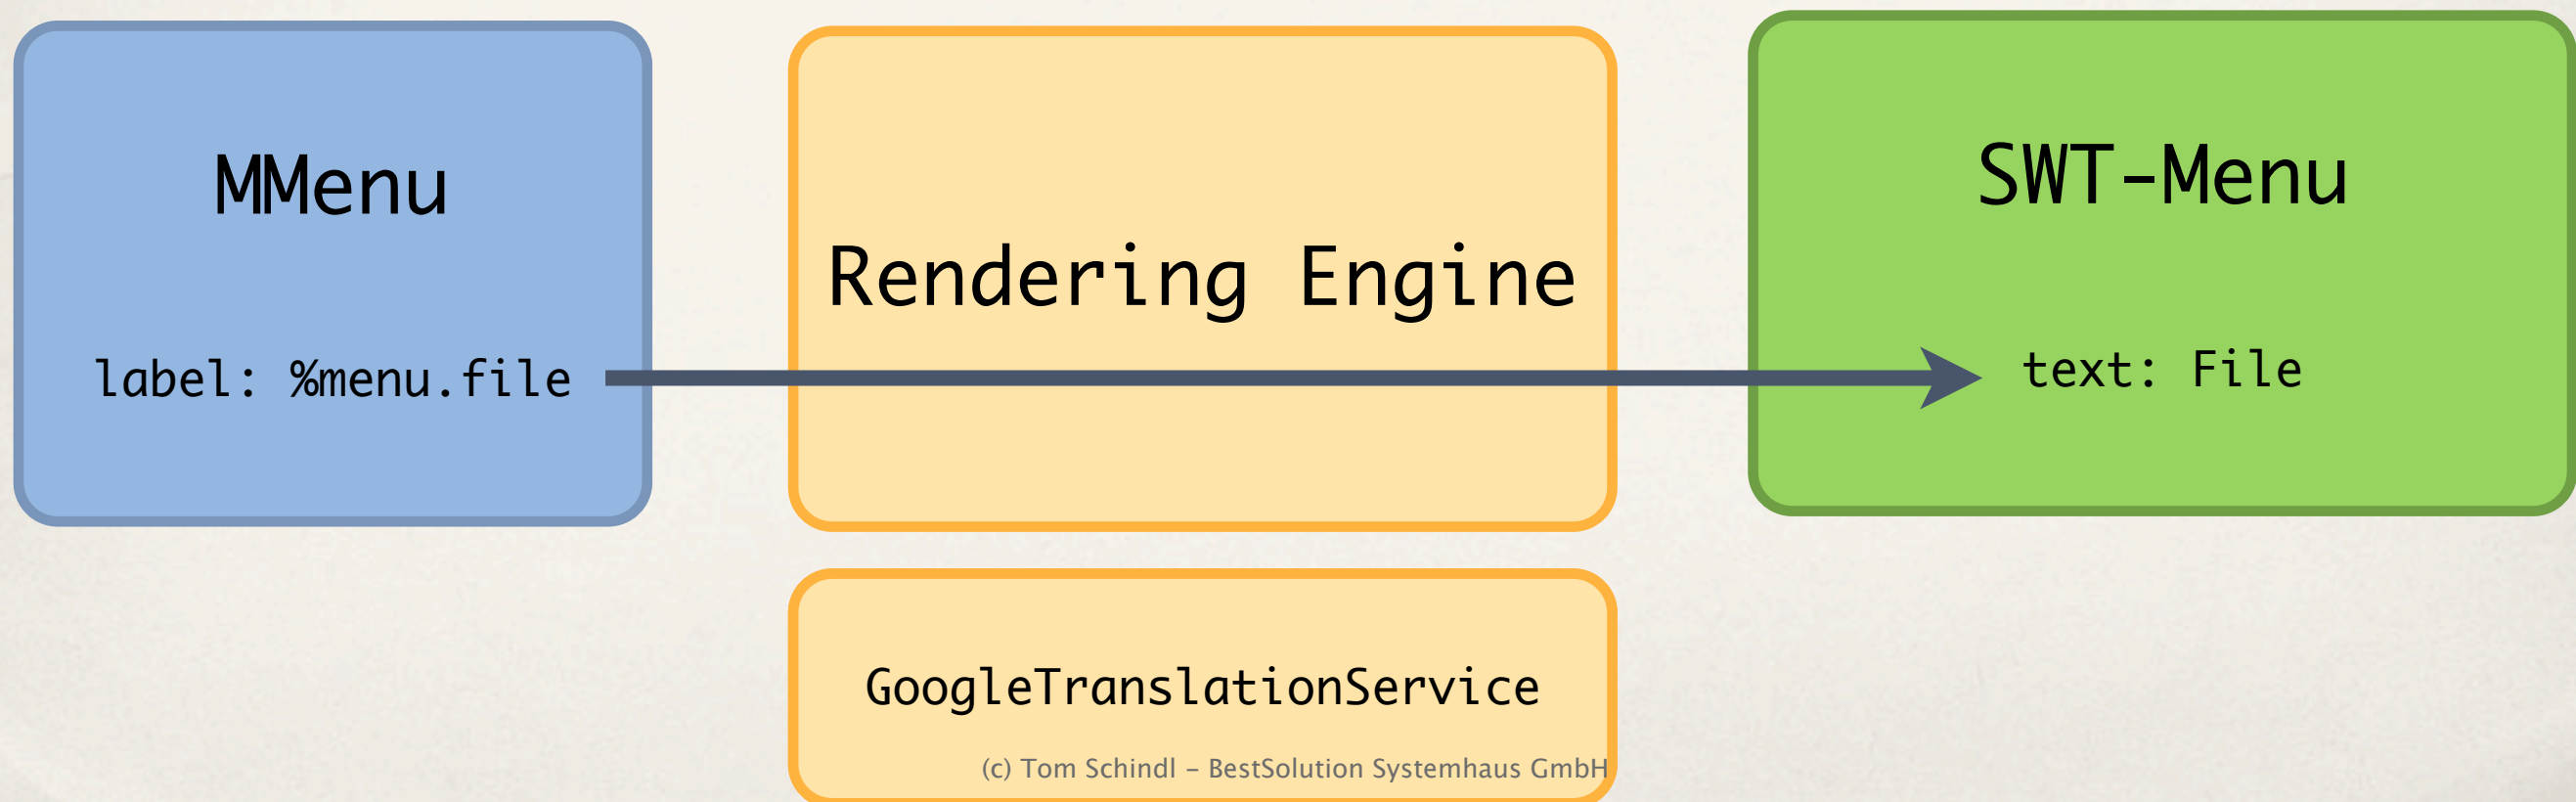 MMenu
label: %menu.file
Rendering Engine
SWT-Menu
text: File
GoogleTranslationService
(c) Tom Schindl – BestSolution Systemhaus GmbH